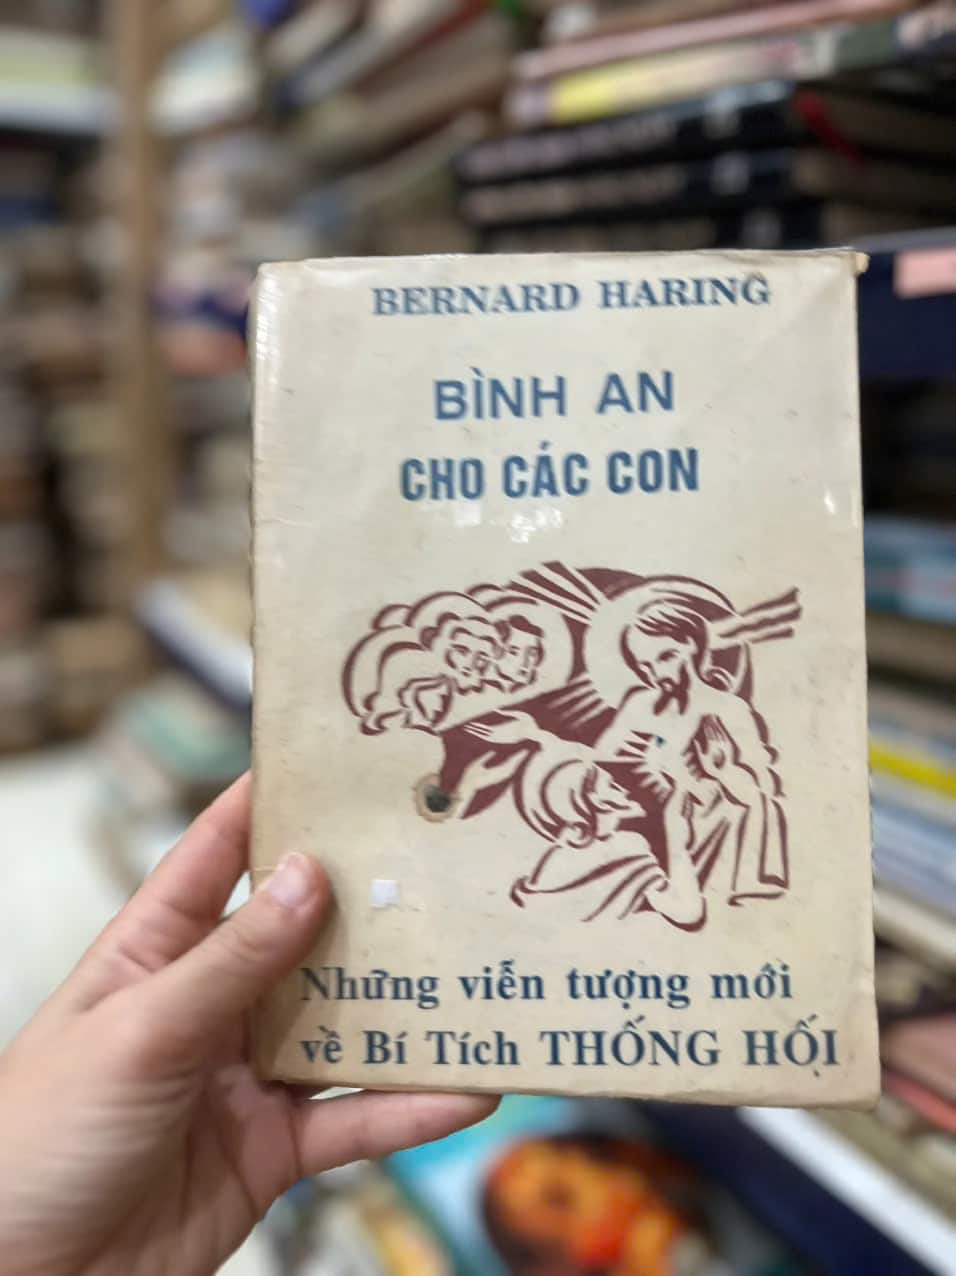 BERNARD HARING
BÌNH AN
CHO CÁC CON
Những viễn tượng mới
về Bí Tích THỐNG HỐI